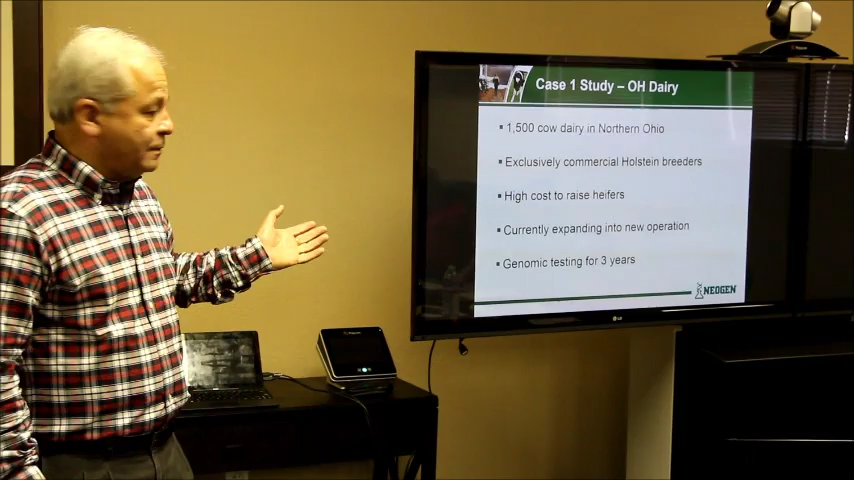 Case 1 Study – OH Dairy
▪ 1,500 cow dairy in Northern Ohio
▪ Exclusively commercial Holstein breeders
▪ High cost to raise heifers
▪ Currently expanding into new operation
▪ Genomic testing for 3 years
NEOGEN
LG